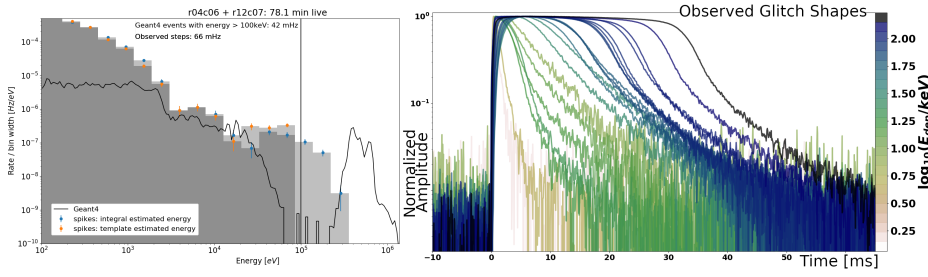 r04c06 + r12c07: 78.1 min live
Geant4 events with energy > 100keV: 42 mHz
Observed steps: 66 mHz
Rate / bin width [Hz/eV]
10⁻⁴
10⁻⁵
10⁻⁶
10⁻⁷
10⁻⁸
10⁻⁹
10⁻¹⁰
Geant4
spikes: integral estimated energy
spikes: template estimated energy
10² 10³ 10⁴ 10⁵ 10⁶
Energy [eV]
Observed Glitch Shapes
10⁰
10⁻¹
Normalized
Amplitude
−10 0 10 20 30 40 50
Time [ms]
2.00
1.75
1.50
1.25
1.00
0.75
0.50
0.25
log₁₀(E_dep/keV)